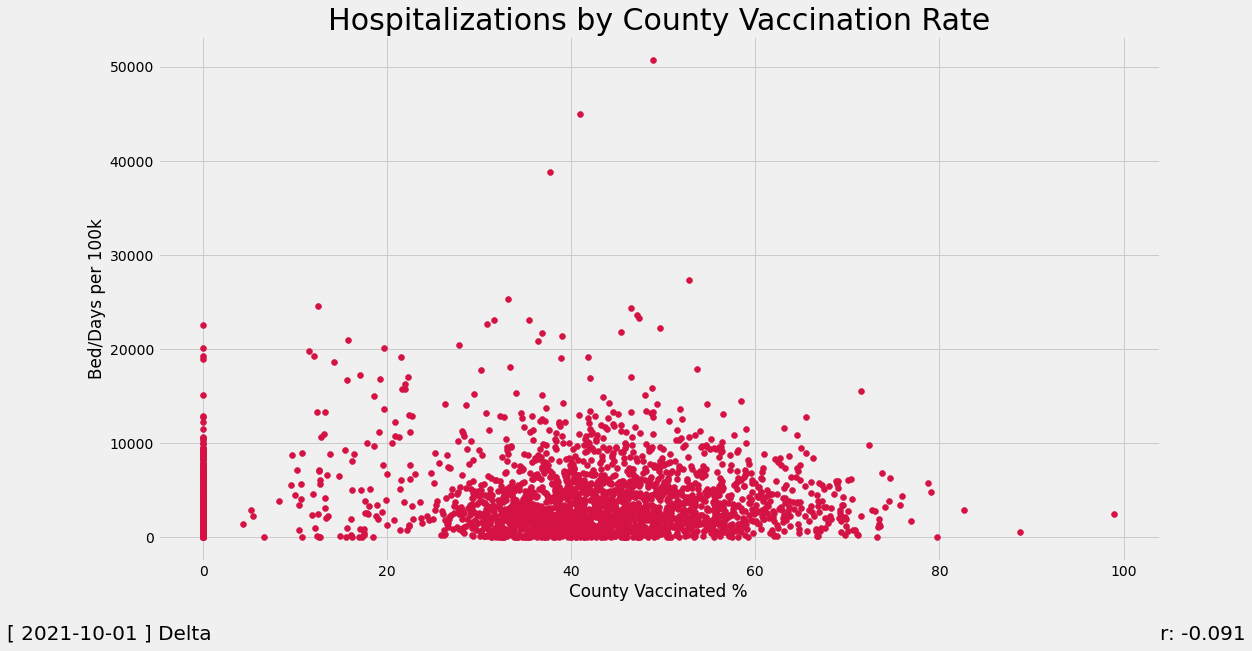 Hospitalizations by County Vaccination Rate
50000
40000
30000
20000
10000
0
Bed/Days per 100k
0 20 40 60 80 100
County Vaccinated %
[ 2021-10-01 ] Delta
r: -0.091